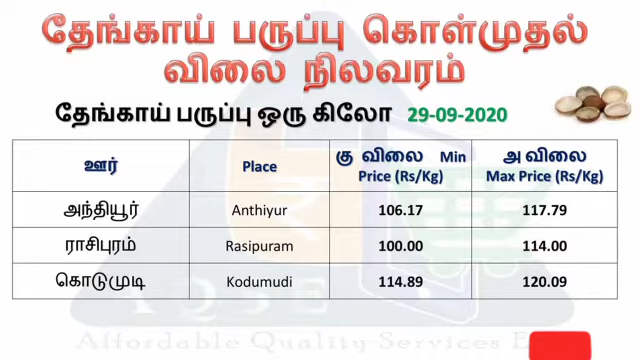 தேங்காய் பருப்பு கொள்முதல்
விலை நிலவரம்
தேங்காய் பருப்பு ஒரு கிலோ 29-09-2020
ஊர் Place கு விலை Min Price (Rs/Kg) அ விலை Max Price (Rs/Kg)
அந்தியூர் Anthiyur 106.17 117.79
ராசிபுரம் Rasipuram 100.00 114.00
கொடுமுடி Kodumudi 114.89 120.09
AQSE
Affordable Quality Services E